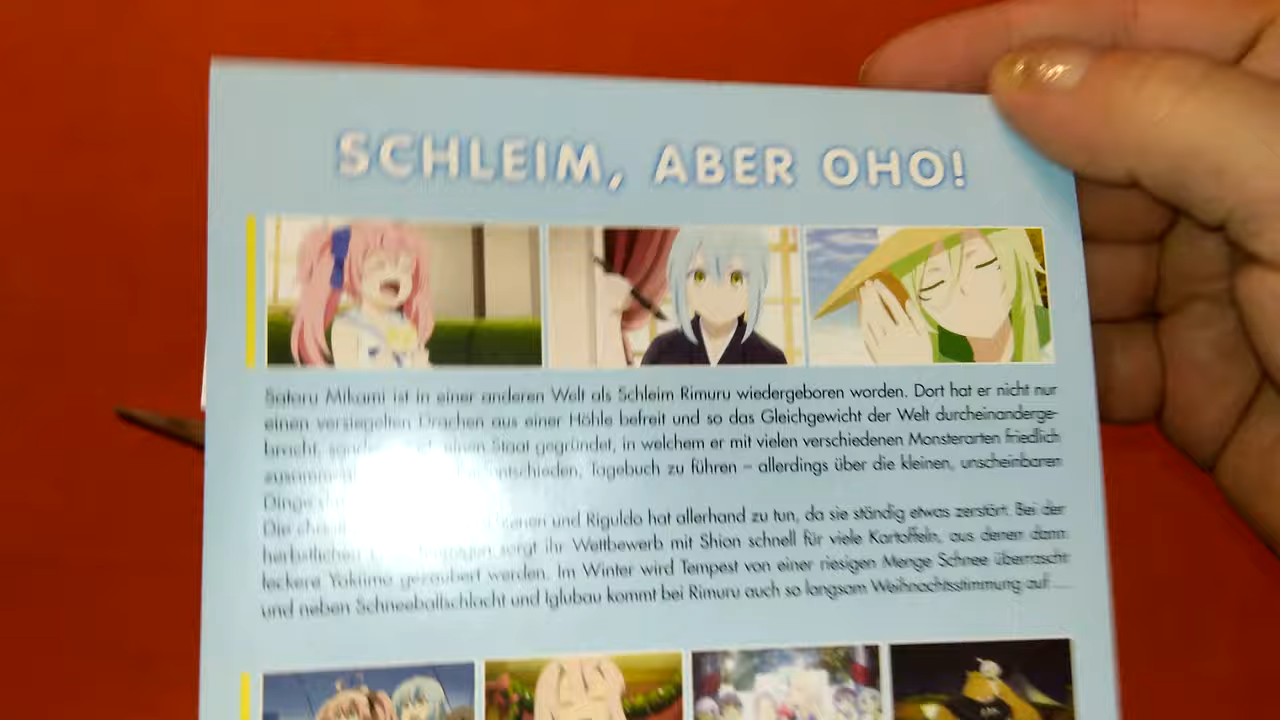 SCHLEIM, ABER OHO!
Satoru Mikami ist in einer anderen Welt als Schleim Rimuru wiedergeboren worden. Dort hat er nicht nur
einen versiegelten Drachen aus einer Höhle befreit und so das Gleichgewicht der Welt durcheinanderge-
bracht, einen Staat gegründet, in welchem er mit vielen verschiedenen Monsterarten friedlich
entschieden, Tagebuch zu führen – allerdings über die kleinen, unscheinbaren
Dinge
Die und Riguldo hat allerhand zu tun, da sie ständig etwas zerstört. Bei der
herbstlichen sorgt ihr Wettbewerb mit Shion schnell für viele Kartoffeln, aus denen dann
leckere Yakiimo gezaubert werden. Im Winter wird Tempest von einer riesigen Menge Schnee überrascht
und neben Schneeballschlacht und Iglubau kommt bei Rimuru auch so langsam Weihnachtsstimmung auf ...